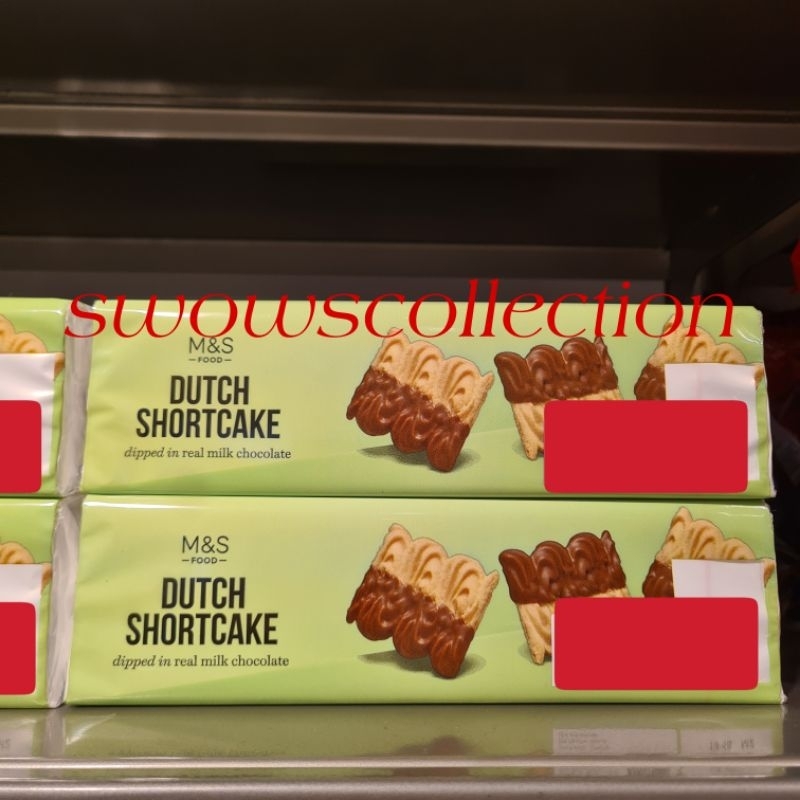 swowscollection
M&S
FOOD
DUTCH
SHORTCAKE
dipped in real milk chocolate
M&S
FOOD
DUTCH
SHORTCAKE
dipped in real milk chocolate